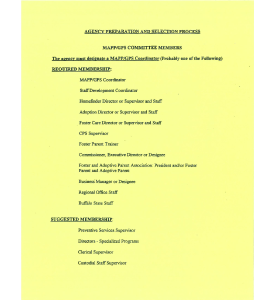 AGENCY PREPARATION AND SELECTION PROCESS
MAPP/GPS COMMITTEE MEMBERS
The agency must designate a MAPP/GPS Coordinator (Probably one of the Following)
REQUIRED MEMBERSHIP:
MAPP/GPS Coordinator
Staff Development Coordinator
Homefinder Director or Supervisor and Staff
Adoption Director or Supervisor and Staff
Foster Care Director or Supervisor and Staff
CPS Supervisor
Foster Parent Trainer
Commissioner, Executive Director or Designee
Foster and Adoptive Parent Association: President and/or Foster
Parent and Adoptive Parent
Business Manager or Designee
Regional Office Staff
Buffalo State Staff
SUGGESTED MEMBERSHIP:
Preventive Services Supervisor
Directors - Specialized Programs
Clerical Supervisor
Custodial Staff Supervisor